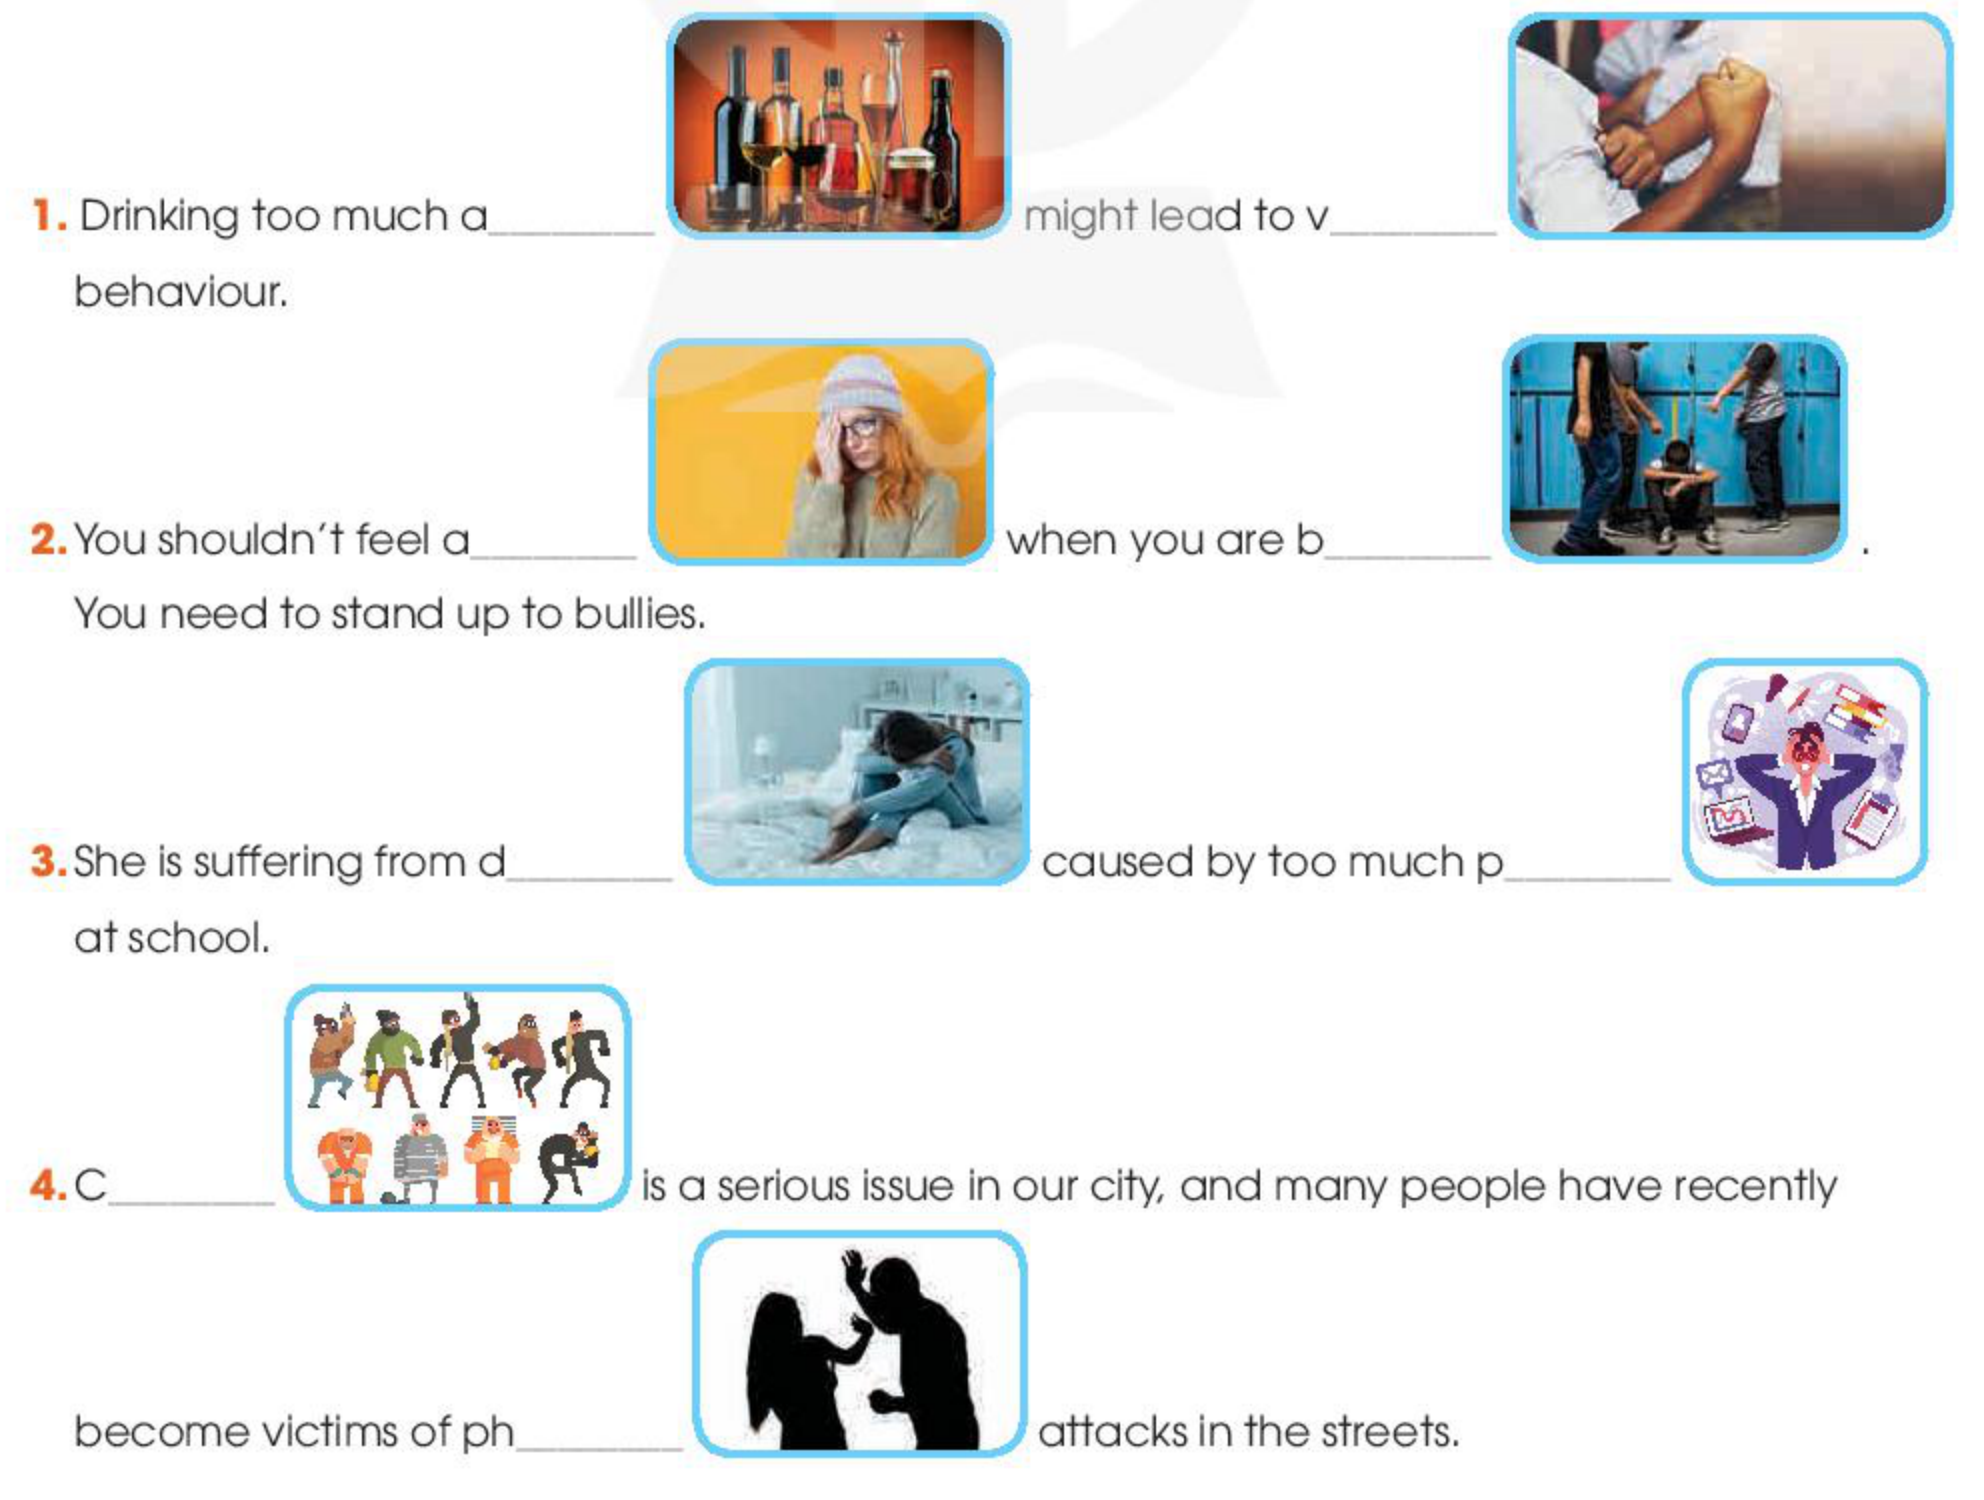 1. Drinking too much a________ might lead to v________
behaviour.
2. You shouldn't feel a________ when you are b________ .
You need to stand up to bullies.
3. She is suffering from d________ caused by too much p________
at school.
4. C________ is a serious issue in our city, and many people have recently
become victims of ph________ attacks in the streets.